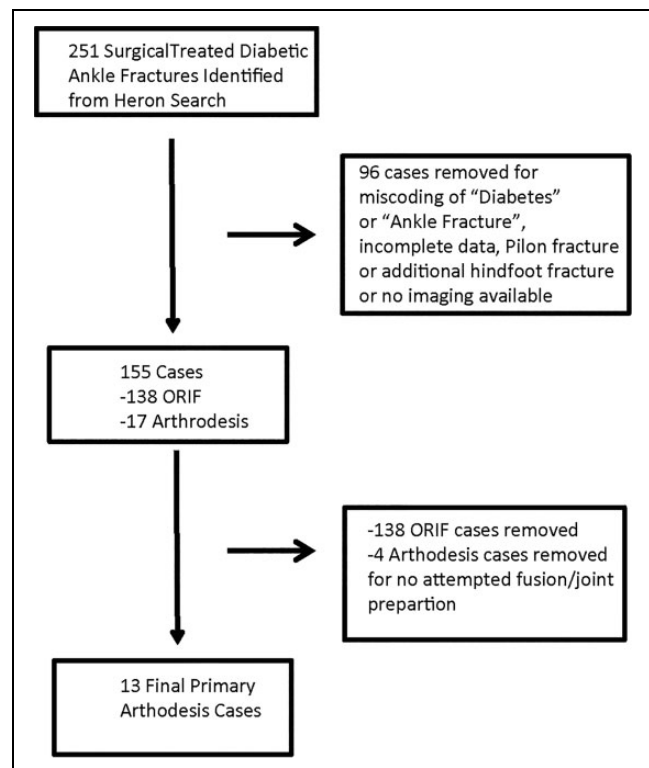 251 SurgicalTreated Diabetic
Ankle Fractures Identified
from Heron Search
96 cases removed for
miscoding of “Diabetes”
or “Ankle Fracture”,
incomplete data, Pilon fracture
or additional hindfoot fracture
or no imaging available
155 Cases
-138 ORIF
-17 Arthrodesis
-138 ORIF cases removed
-4 Arthodesis cases removed
for no attempted fusion/joint
prepartion
13 Final Primary
Arthodesis Cases